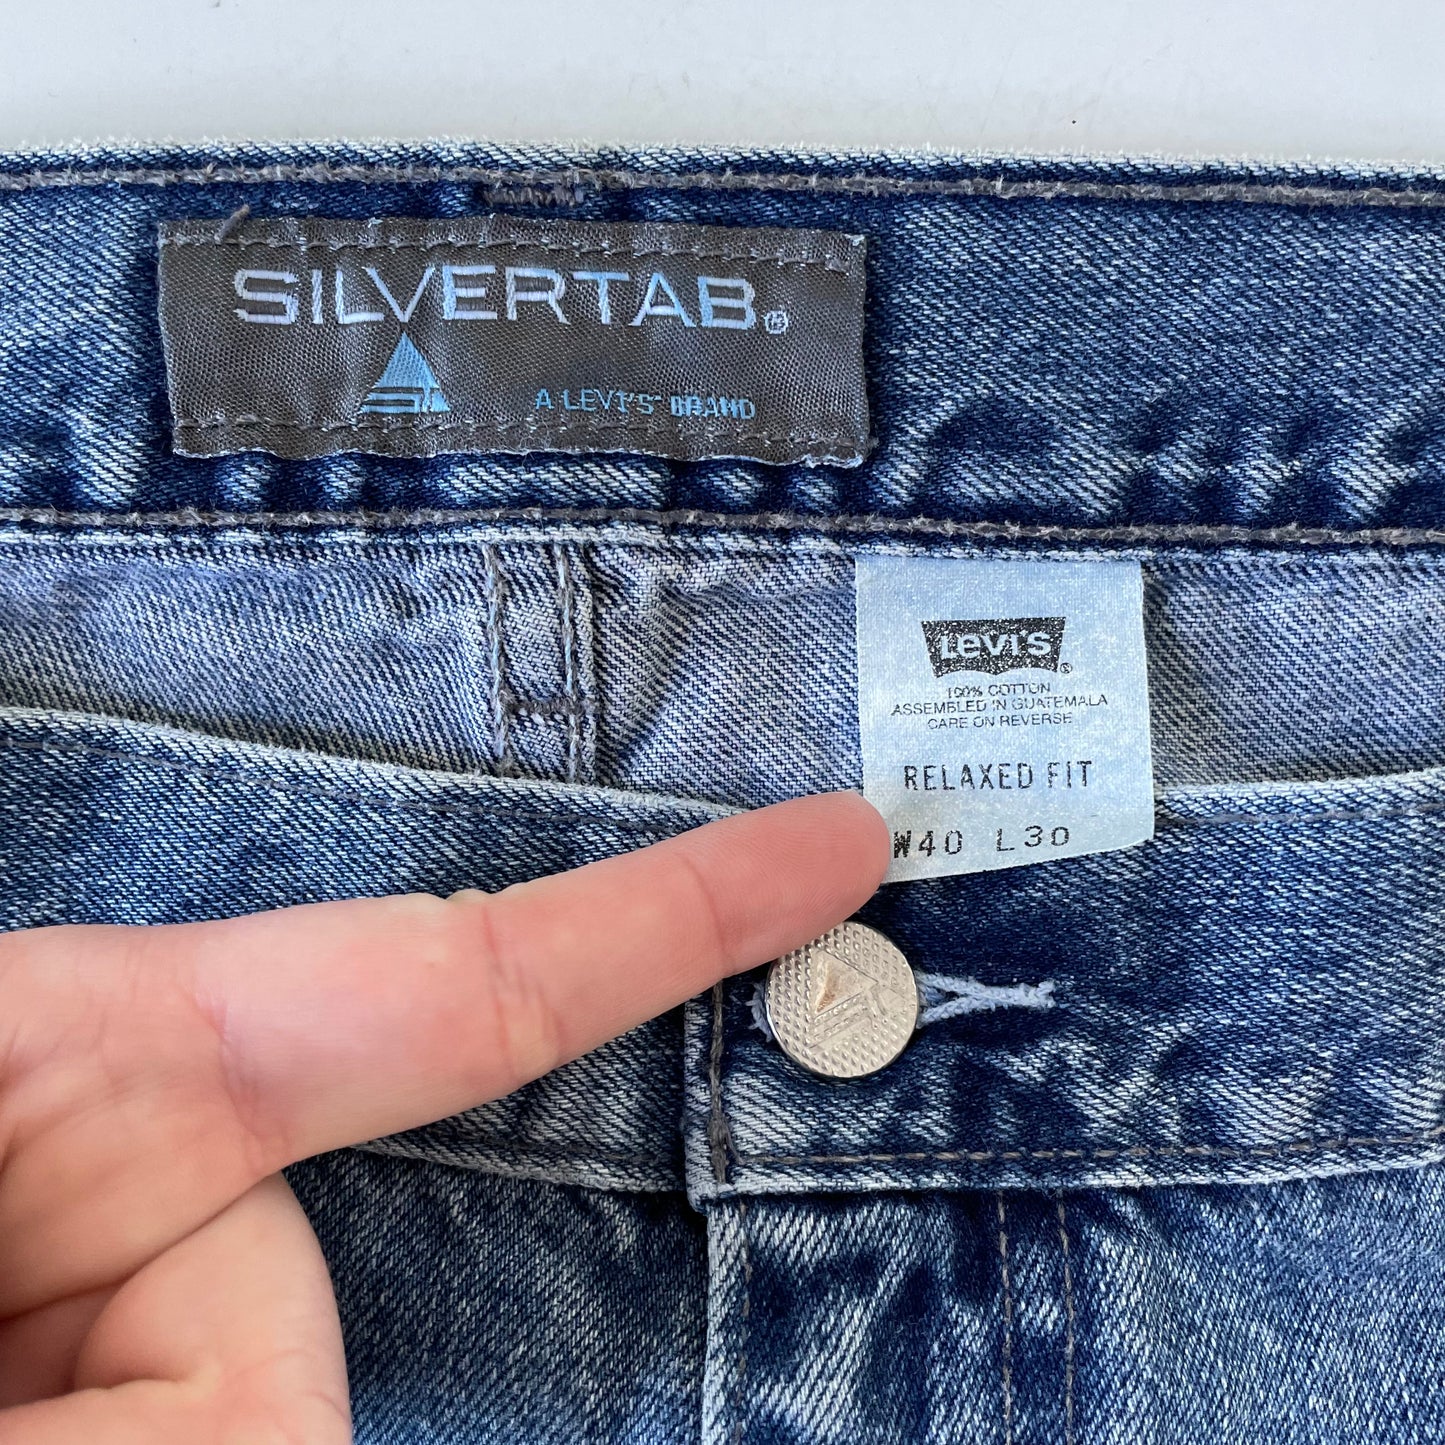 SILVERTAB®
A LEVI'S BRAND
LEVI'S®
100% COTTON
ASSEMBLED IN GUATEMALA
CARE ON REVERSE
RELAXED FIT
W40 L30